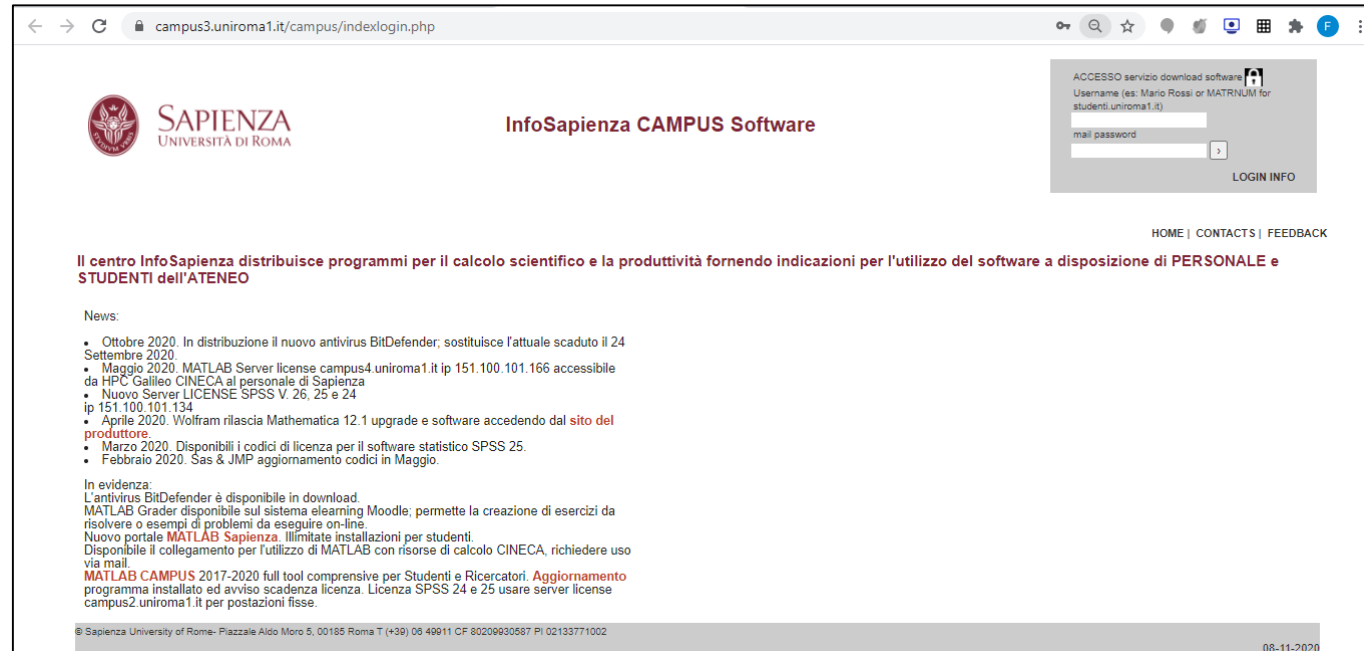 campus3.uniroma1.it/campus/indexlogin.php
F
SAPIENZA
UNIVERSITÀ DI ROMA
InfoSapienza CAMPUS Software
ACCESSO servizio download software
Username (es: Mario Rossi or MATRNUM for
studenti.uniroma1.it)
mail password
›
LOGIN INFO
HOME | CONTACTS | FEEDBACK
Il centro InfoSapienza distribuisce programmi per il calcolo scientifico e la produttività fornendo indicazioni per l'utilizzo del software a disposizione di PERSONALE e
STUDENTI dell'ATENEO
News:
• Ottobre 2020. In distribuzione il nuovo antivirus BitDefender; sostituisce l'attuale scaduto il 24
Settembre 2020.
• Maggio 2020. MATLAB Server license campus4.uniroma1.it ip 151.100.101.166 accessibile
da HPC Galileo CINECA al personale di Sapienza
• Nuovo Server LICENSE SPSS V. 26, 25 e 24
ip 151.100.101.134
• Aprile 2020. Wolfram rilascia Mathematica 12.1 upgrade e software accedendo dal sito del
produttore.
• Marzo 2020. Disponibili i codici di licenza per il software statistico SPSS 25.
• Febbraio 2020. Sas & JMP aggiornamento codici in Maggio.
In evidenza:
L'antivirus BitDefender è disponibile in download.
MATLAB Grader disponibile sul sistema elearning Moodle; permette la creazione di esercizi da
risolvere o esempi di problemi da eseguire on-line.
Nuovo portale MATLAB Sapienza. Illimitate installazioni per studenti.
Disponibile il collegamento per l'utilizzo di MATLAB con risorse di calcolo CINECA, richiedere uso
via mail.
MATLAB CAMPUS 2017-2020 full tool comprensive per Studenti e Ricercatori. Aggiornamento
programma installato ed avviso scadenza licenza. Licenza SPSS 24 e 25 usare server license
campus2.uniroma1.it per postazioni fisse.
© Sapienza University of Rome- Piazzale Aldo Moro 5, 00185 Roma T (+39) 06 49911 CF 80209930587 PI 02133771002
08-11-2020